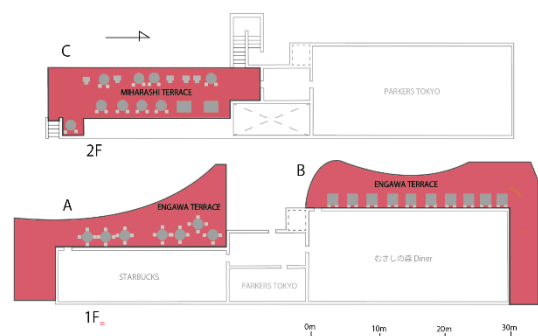 C
MIHARASHI TERRACE
PARKERS TOKYO
2F
A
ENGAWA TERRACE
B
ENGAWA TERRACE
STARBUCKS
PARKERS TOKYO
むさしの森 Diner
1F
0m 10m 20m 30m